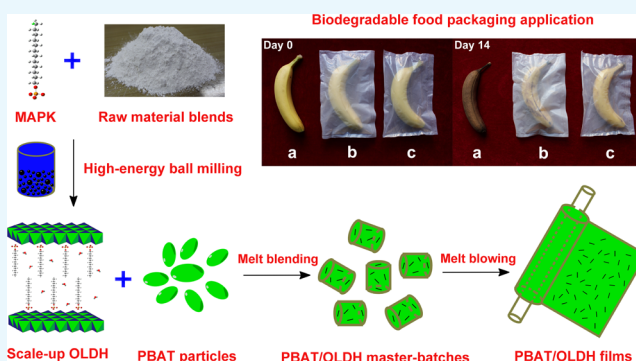 Biodegradable food packaging application
Day 0
Day 14
a
b
c
a
b
c
MAPK
Raw material blends
High-energy ball milling
Melt blending
Melt blowing
Scale-up OLDH
PBAT particles
PBAT/OLDH master-batches
PBAT/OLDH films